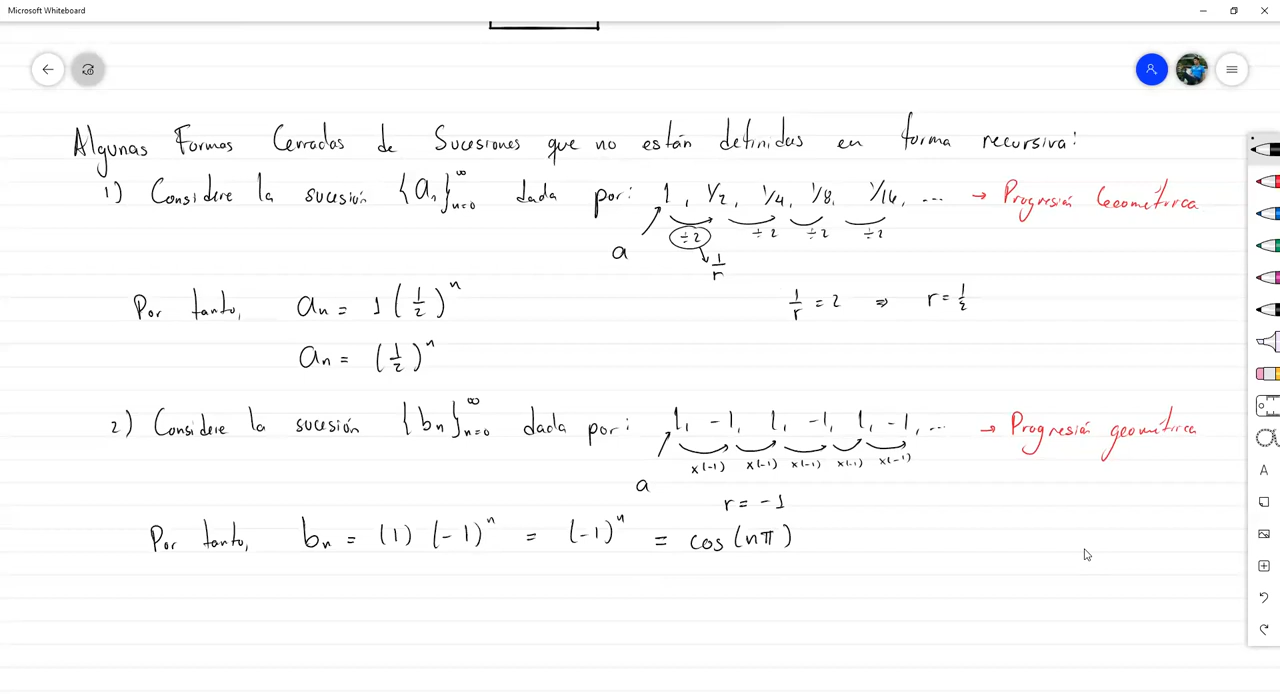 Microsoft Whiteboard
Algunas Formas Cerradas de Sucesiones que no están definidas en forma recursiva:
1) Considere la sucesión {aₙ}ₙ₌₀^∞ dada por: 1, 1/2, 1/4, 1/8, 1/16, ... → Progresión Geométrica
÷2 ÷2 ÷2 ÷2
a
1/r
Por tanto, aₙ = 1 (1/2)ⁿ 1/r = 2 ⇒ r = 1/2
aₙ = (1/2)ⁿ
2) Considere la sucesión {bₙ}ₙ₌₀^∞ dada por: 1, -1, 1, -1, 1, -1, ... → Progresión geométrica
x(-1) x(-1) x(-1) x(-1) x(-1)
a
r = -1
Por tanto, bₙ = (1) (-1)ⁿ = (-1)ⁿ = cos(nπ)
A